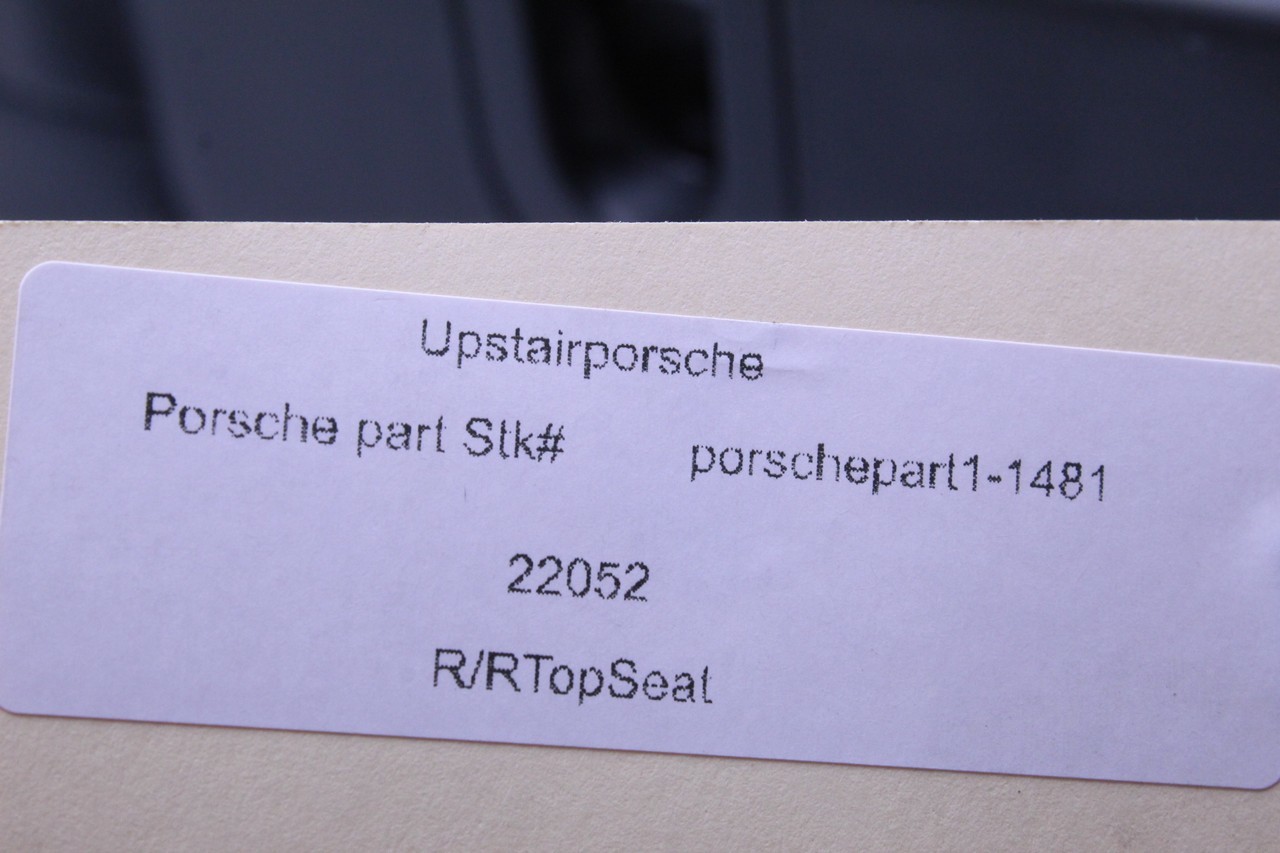 Upstairporsche
Porsche part Stk# porschepart1-1481
22052
R/RTopSeat